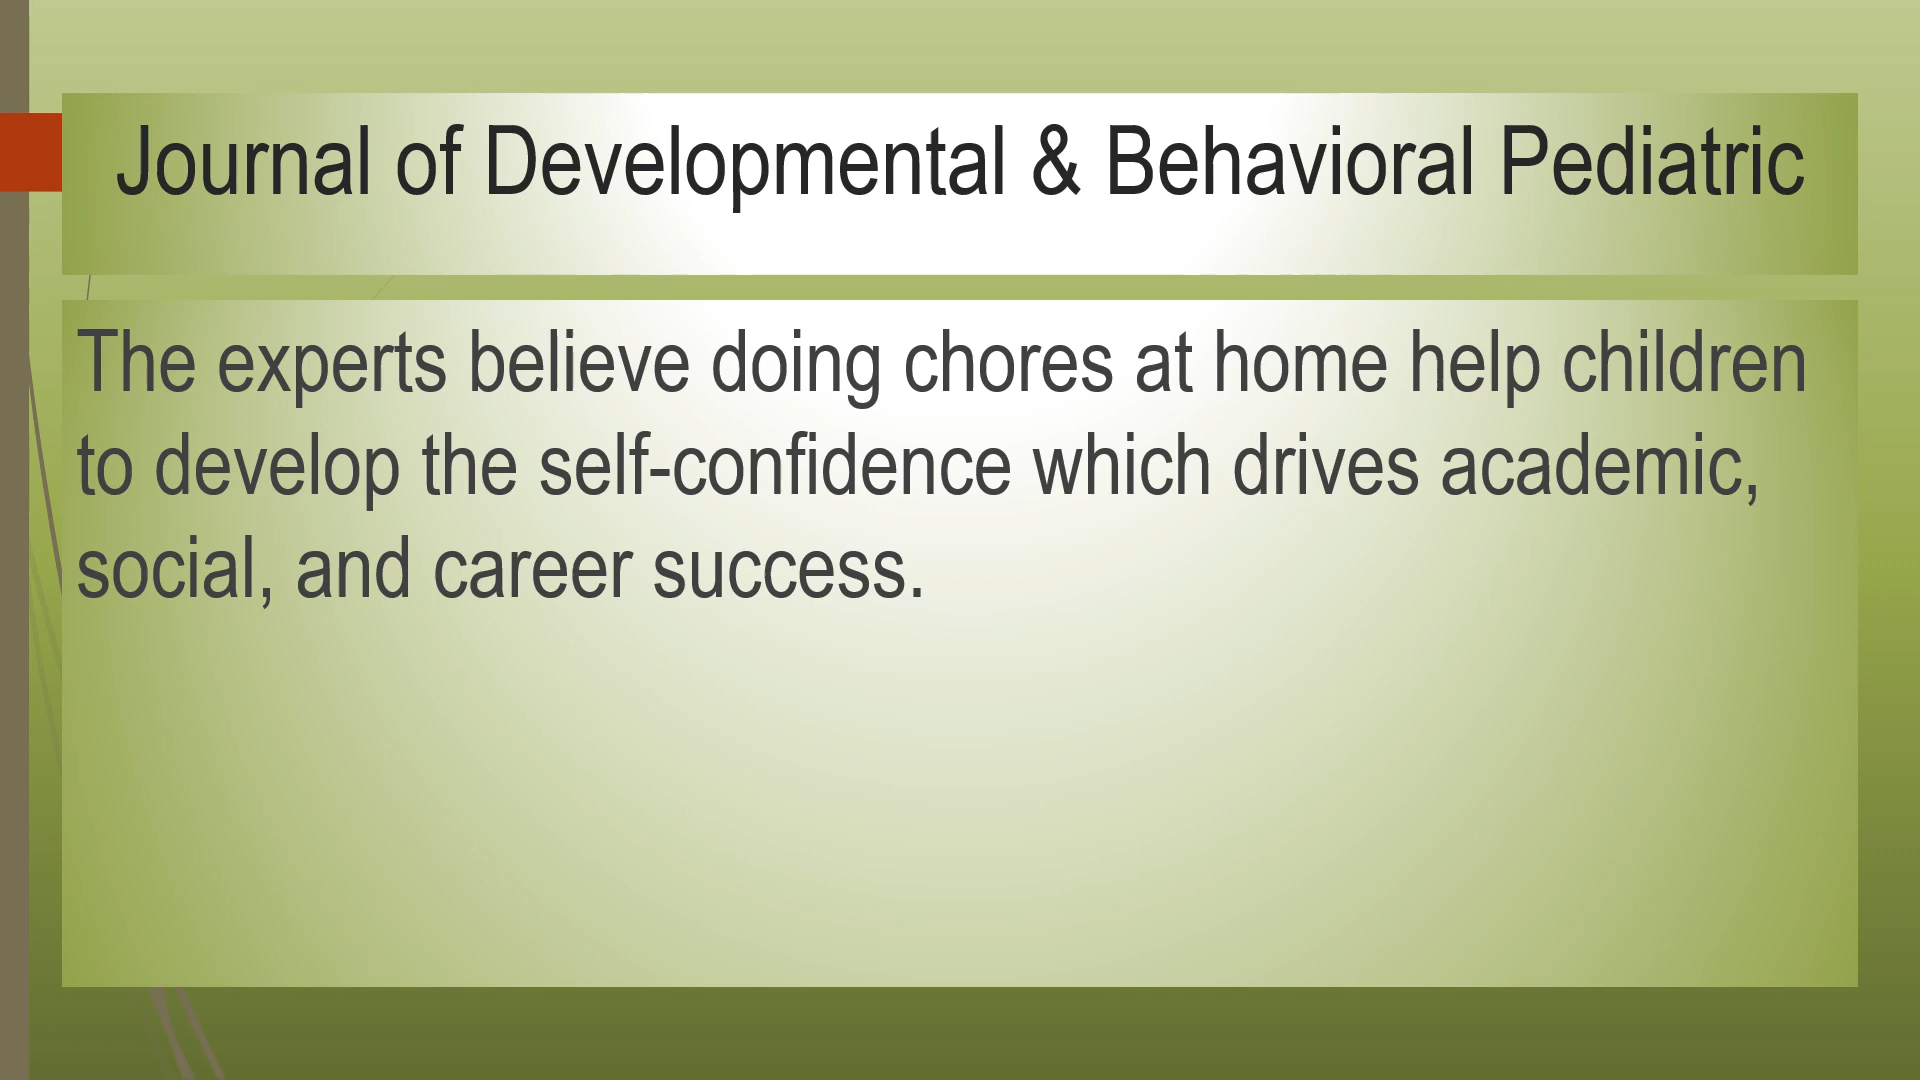 Journal of Developmental & Behavioral Pediatric
The experts believe doing chores at home help children
to develop the self-confidence which drives academic,
social, and career success.